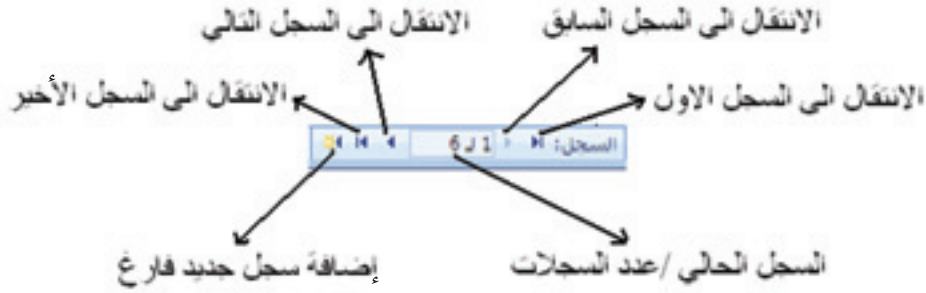 الانتقال الى السجل السابق
الانتقال الى السجل التالي
الانتقال الى السجل الاول
الانتقال الى السجل الأخير
السجل: 1 لـ 6
السجل الحالي /عدد السجلات
إضافة سجل جديد فارغ